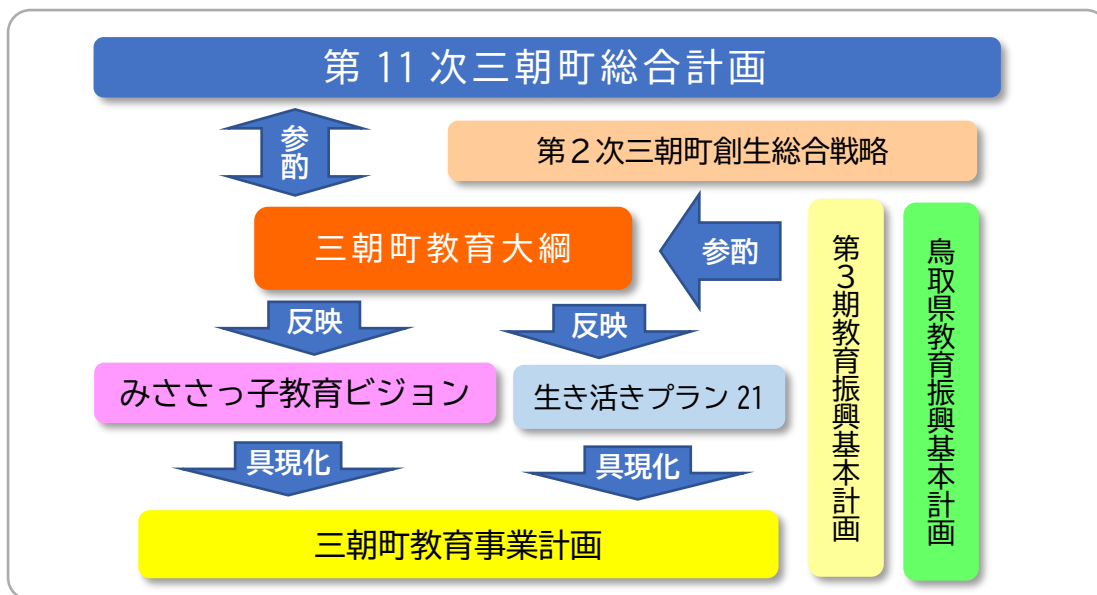 第 11 次三朝町総合計画
参酌
第２次三朝町創生総合戦略
三朝町教育大綱
参酌
第３期教育振興基本計画
鳥取県教育振興基本計画
反映
反映
みささっ子教育ビジョン
生き活きプラン 21
具現化
具現化
三朝町教育事業計画